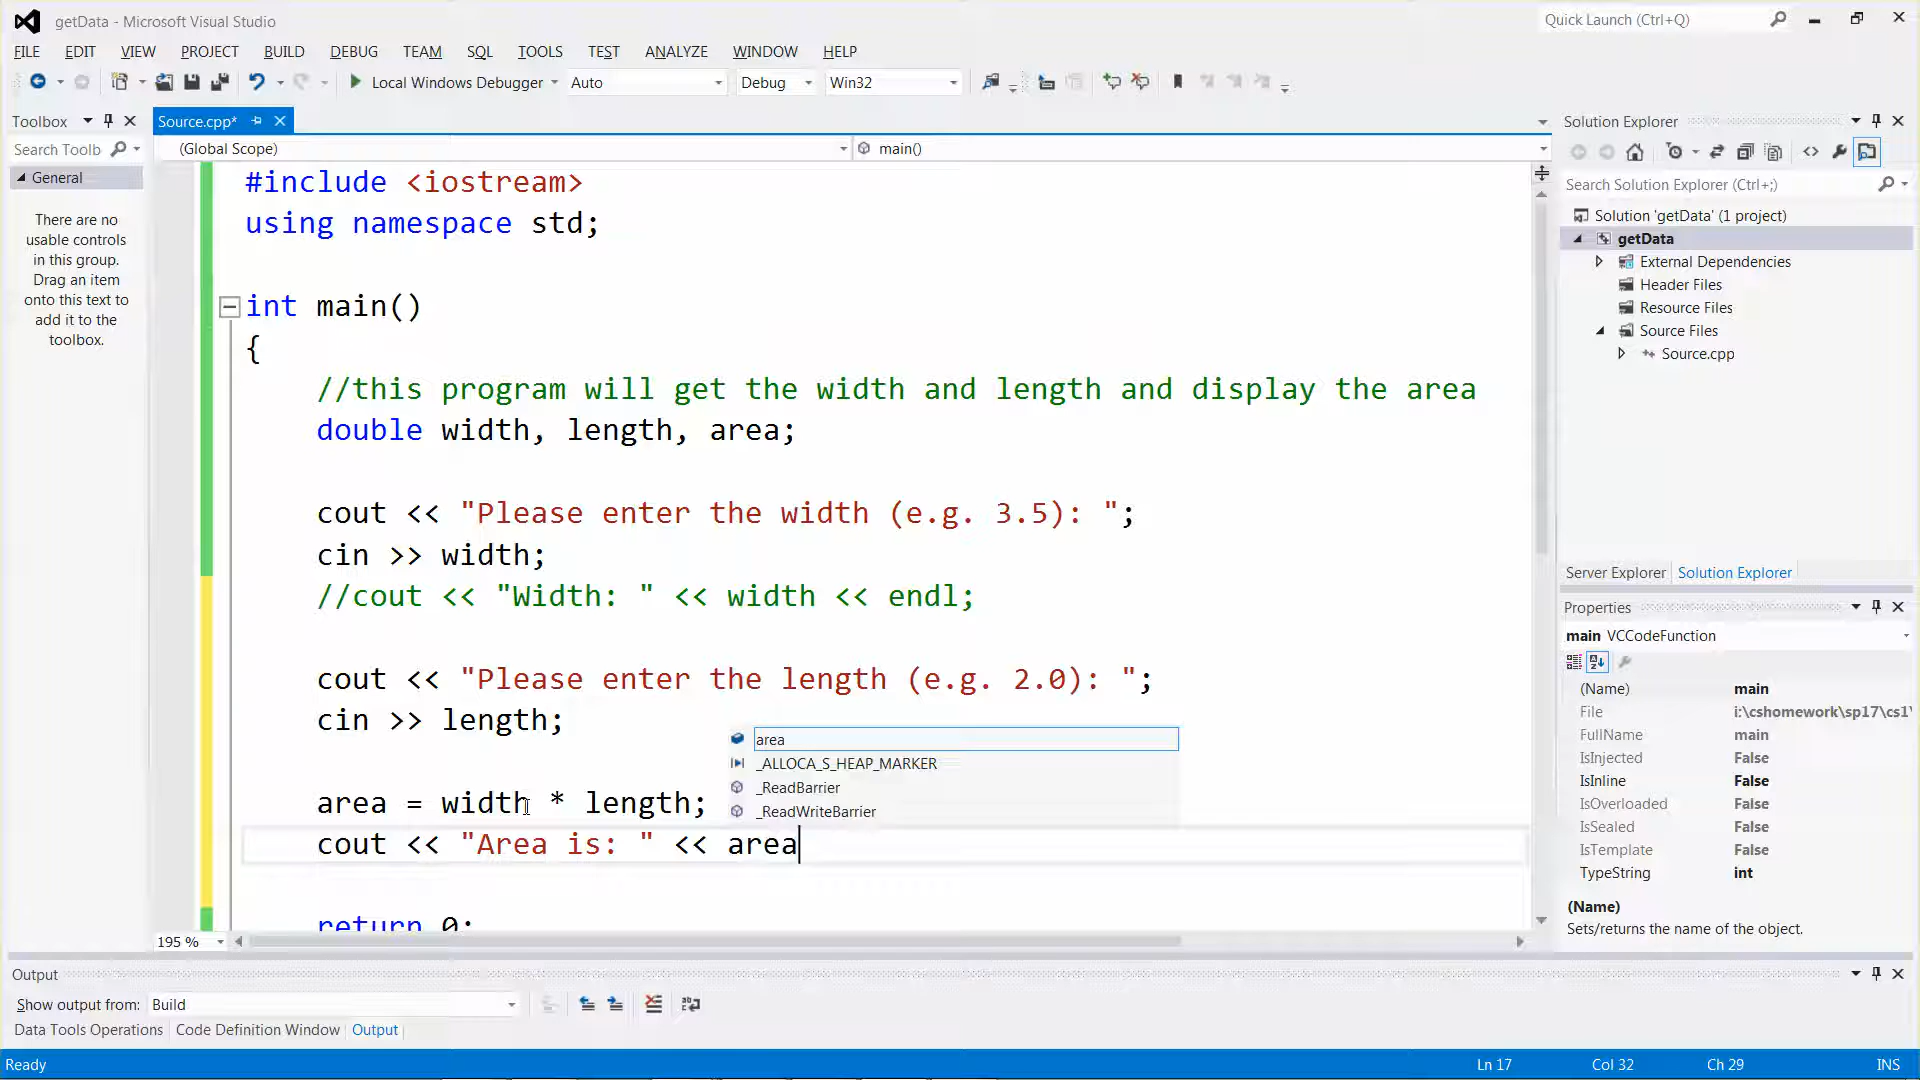 getData - Microsoft Visual Studio
Quick Launch (Ctrl+Q)
FILE EDIT VIEW PROJECT BUILD DEBUG TEAM SQL TOOLS TEST ANALYZE WINDOW HELP
Local Windows Debugger Auto Debug Win32
Toolbox
Search Toolb
General
There are no
usable controls
in this group.
Drag an item
onto this text to
add it to the
toolbox.
Source.cpp*
(Global Scope) main()
#include <iostream>
using namespace std;
int main()
{
//this program will get the width and length and display the area
double width, length, area;
cout << "Please enter the width (e.g. 3.5): ";
cin >> width;
//cout << "Width: " << width << endl;
cout << "Please enter the length (e.g. 2.0): ";
cin >> length;
area
_ALLOCA_S_HEAP_MARKER
_ReadBarrier
_ReadWriteBarrier
area = width * length;
cout << "Area is: " << area
return 0;
195 %
Solution Explorer
Search Solution Explorer (Ctrl+;)
Solution 'getData' (1 project)
getData
External Dependencies
Header Files
Resource Files
Source Files
Source.cpp
Server Explorer Solution Explorer
Properties
main VCCodeFunction
(Name) main
File i:\cshomework\sp17\cs1\
FullName main
IsInjected False
IsInline False
IsOverloaded False
IsSealed False
IsTemplate False
TypeString int
(Name)
Sets/returns the name of the object.
Output
Show output from: Build
Data Tools Operations Code Definition Window Output
Ready Ln 17 Col 32 Ch 29 INS